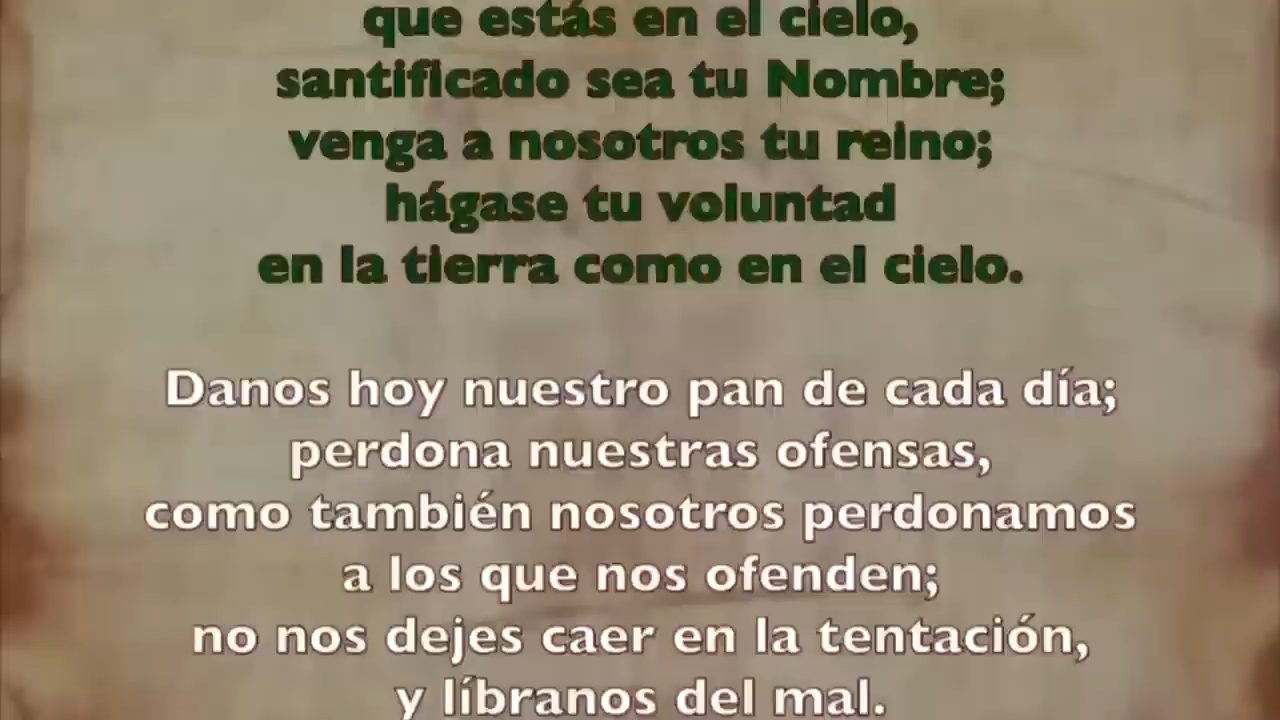 que estás en el cielo,
santificado sea tu Nombre;
venga a nosotros tu reino;
hágase tu voluntad
en la tierra como en el cielo.
Danos hoy nuestro pan de cada día;
perdona nuestras ofensas,
como también nosotros perdonamos
a los que nos ofenden;
no nos dejes caer en la tentación,
y líbranos del mal.